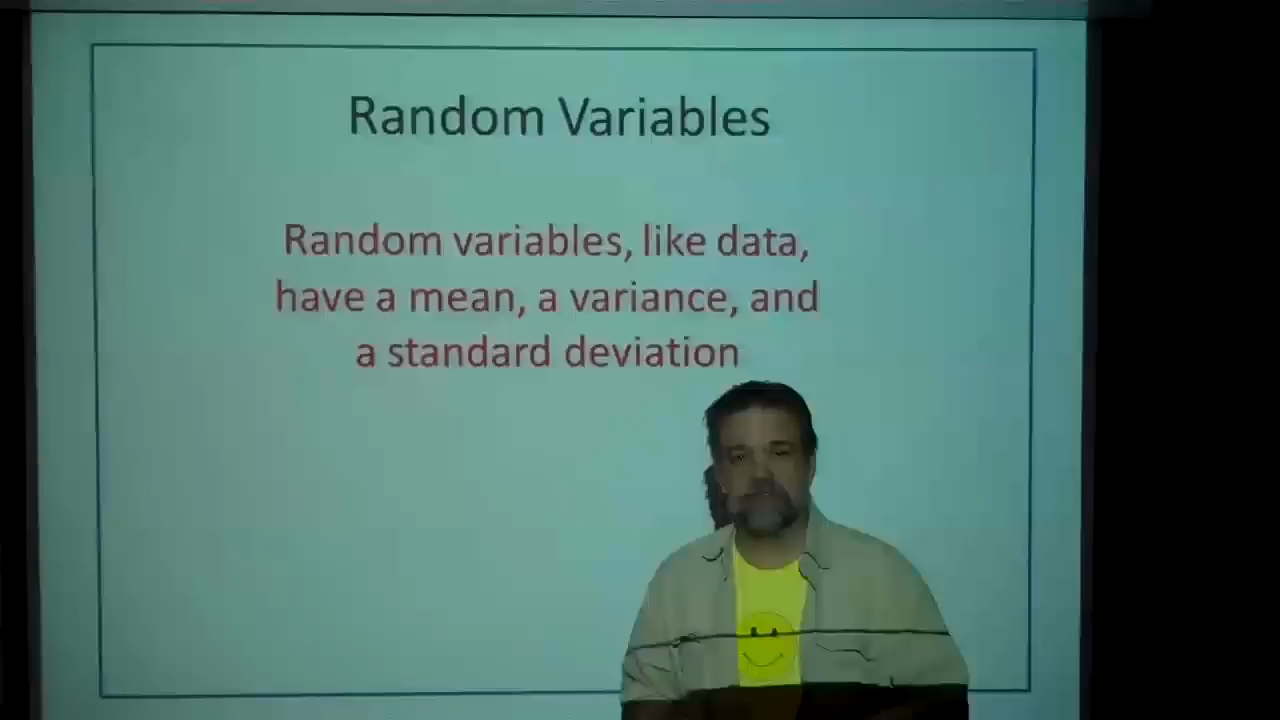 Random Variables
Random variables, like data,
have a mean, a variance, and
a standard deviation